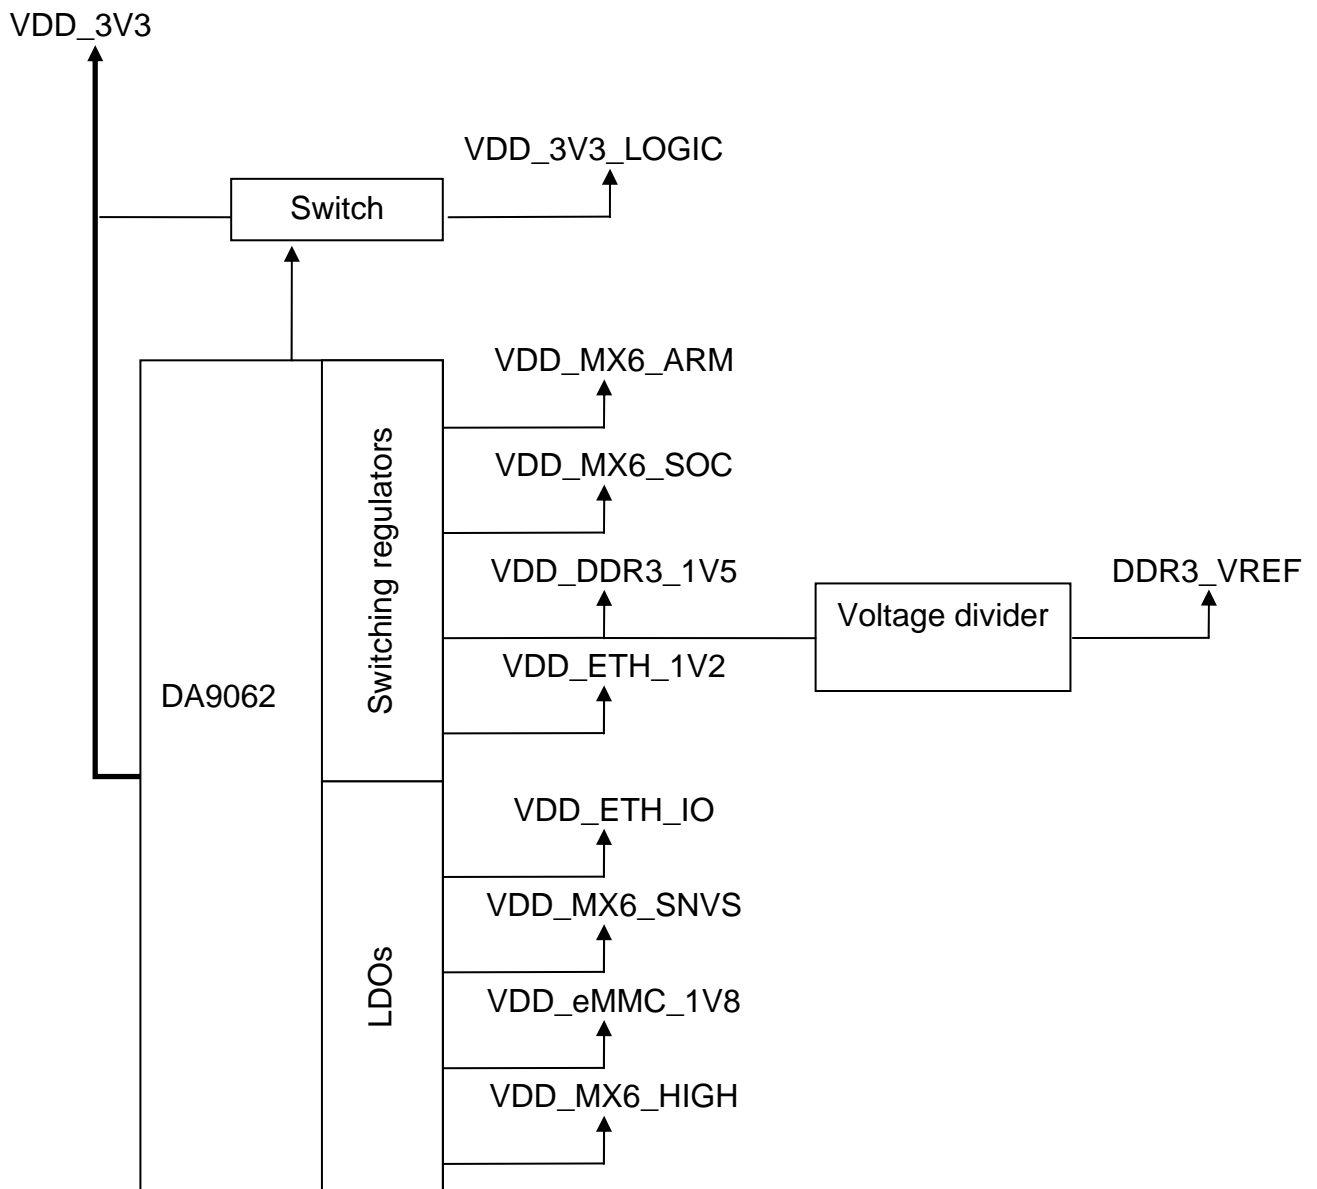 VDD_3V3
VDD_3V3_LOGIC
Switch
VDD_MX6_ARM
VDD_MX6_SOC
VDD_DDR3_1V5
DDR3_VREF
Voltage divider
VDD_ETH_1V2
DA9062
Switching regulators
VDD_ETH_IO
VDD_MX6_SNVS
LDOs
VDD_eMMC_1V8
VDD_MX6_HIGH